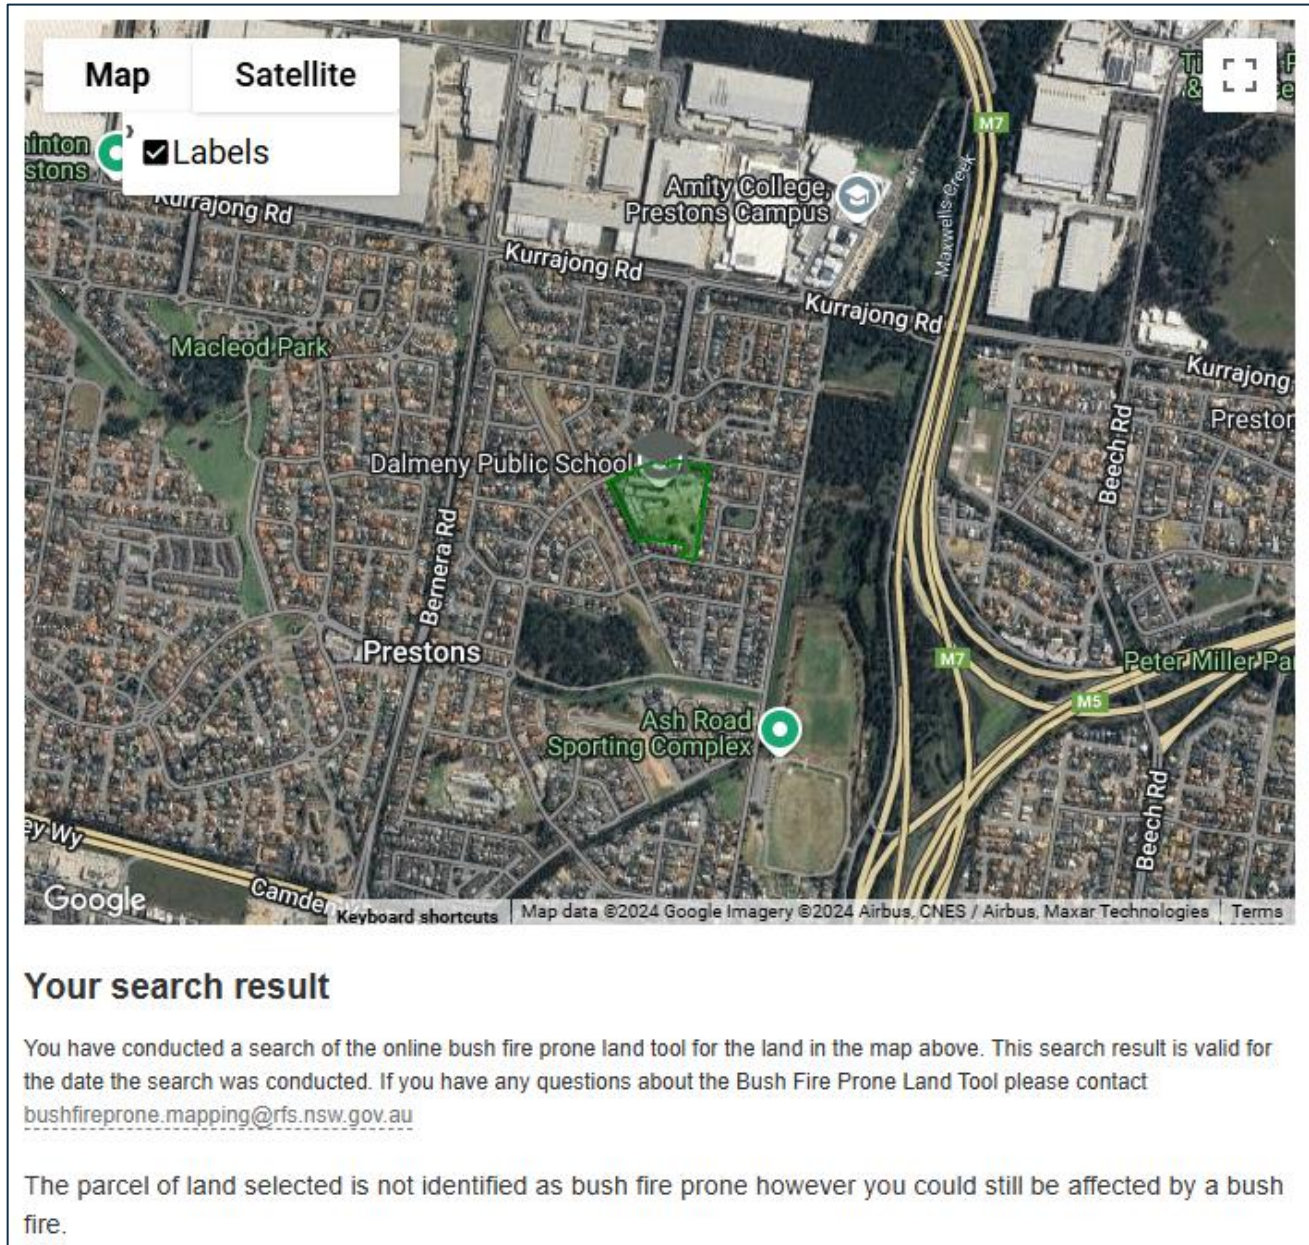 Map
Satellite
Labels
inton
stons
Kurrajong Rd
Amity College,
Prestons Campus
M7
Maxwells Creek
Kurrajong Rd
Kurrajong Rd
Macleod Park
Kurrajong
Preston
Beech Rd
Dalmeny Public School
Bernera Rd
Prestons
M7
Peter Miller Pa
M5
Ash Road
Sporting Complex
Beech Rd
ey Wy
Camden
Google
Keyboard shortcuts
Map data ©2024 Google Imagery ©2024 Airbus, CNES / Airbus, Maxar Technologies
Terms
Your search result
You have conducted a search of the online bush fire prone land tool for the land in the map above. This search result is valid for
the date the search was conducted. If you have any questions about the Bush Fire Prone Land Tool please contact
bushfireprone.mapping@rfs.nsw.gov.au
The parcel of land selected is not identified as bush fire prone however you could still be affected by a bush
fire.